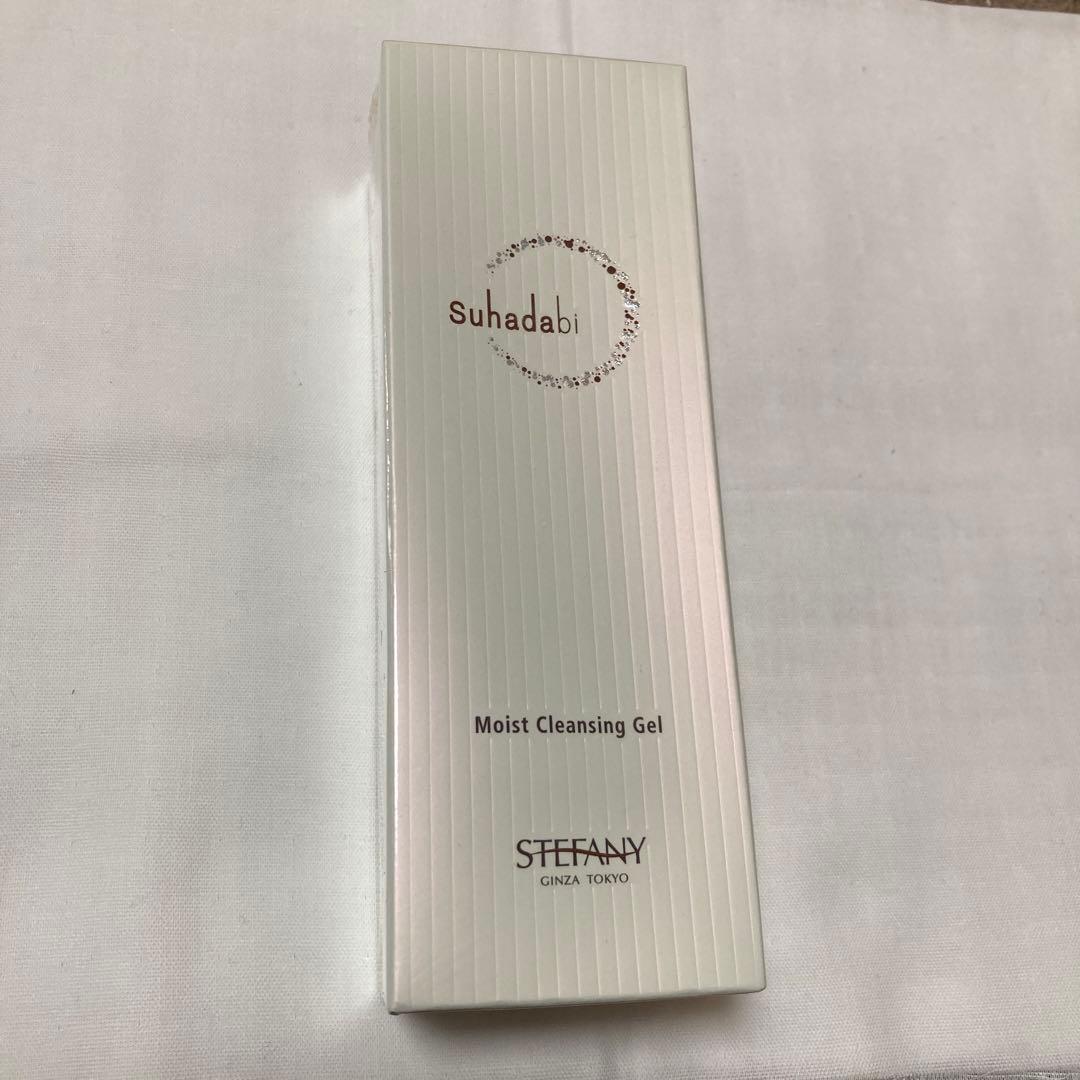 Suhadabi
Moist Cleansing Gel
STEFANY
GINZA TOKYO